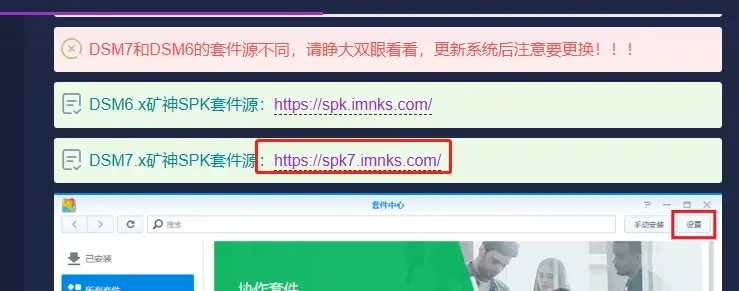 DSM7和DSM6的套件源不同，请睁大双眼看看，更新系统后注意要更换！！！
DSM6.x矿神SPK套件源：https://spk.imnks.com/
DSM7.x矿神SPK套件源：https://spk7.imnks.com/
套件中心
搜索
手动安装
设置
已安装
所有套件
协作套件